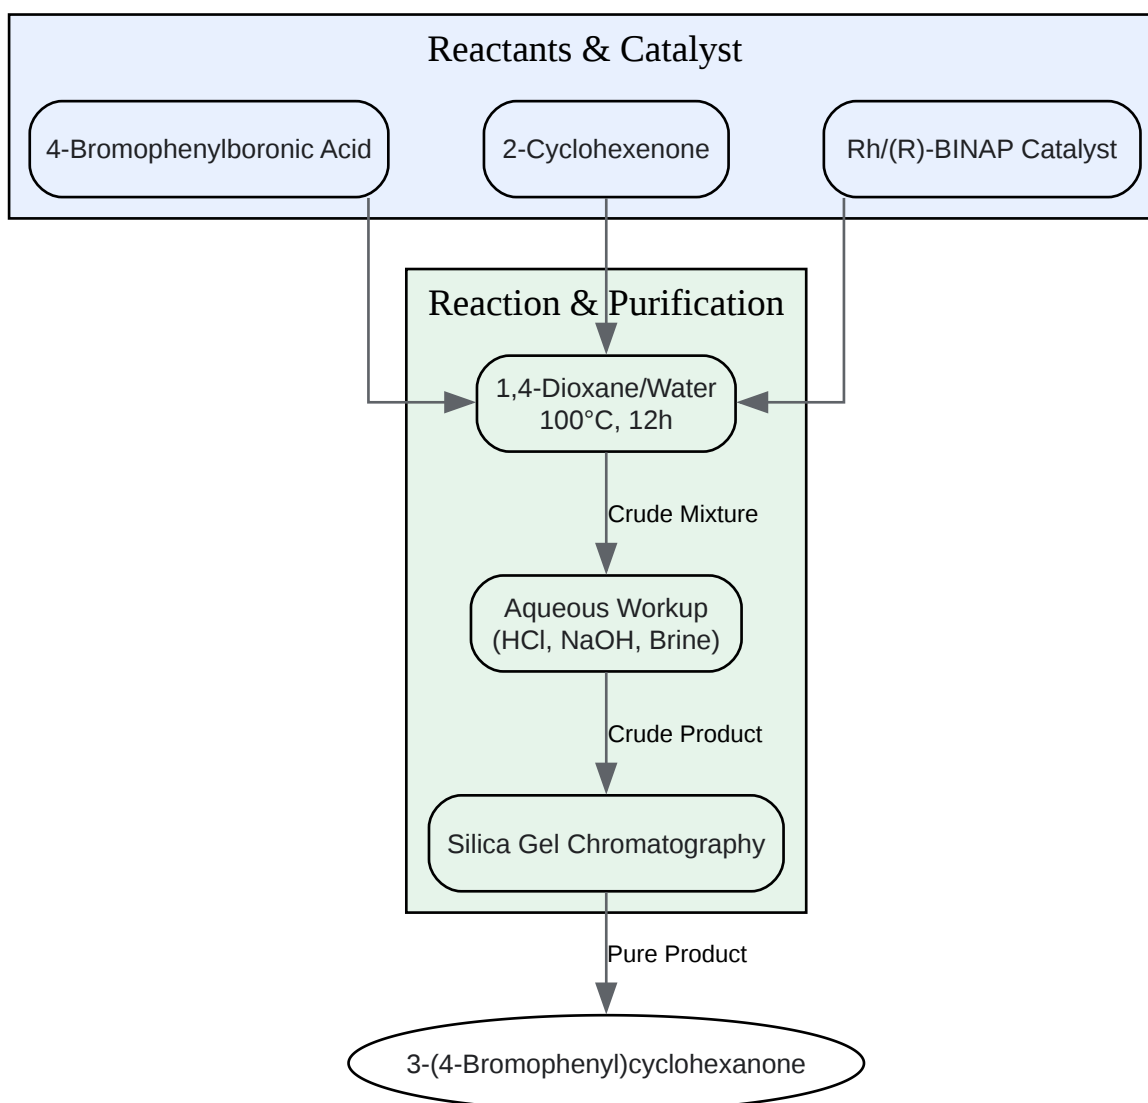 Reactants & Catalyst
4-Bromophenylboronic Acid
2-Cyclohexenone
Rh/(R)-BINAP Catalyst
Reaction & Purification
1,4-Dioxane/Water
100°C, 12h
Crude Mixture
Aqueous Workup
(HCl, NaOH, Brine)
Crude Product
Silica Gel Chromatography
Pure Product
3-(4-Bromophenyl)cyclohexanone